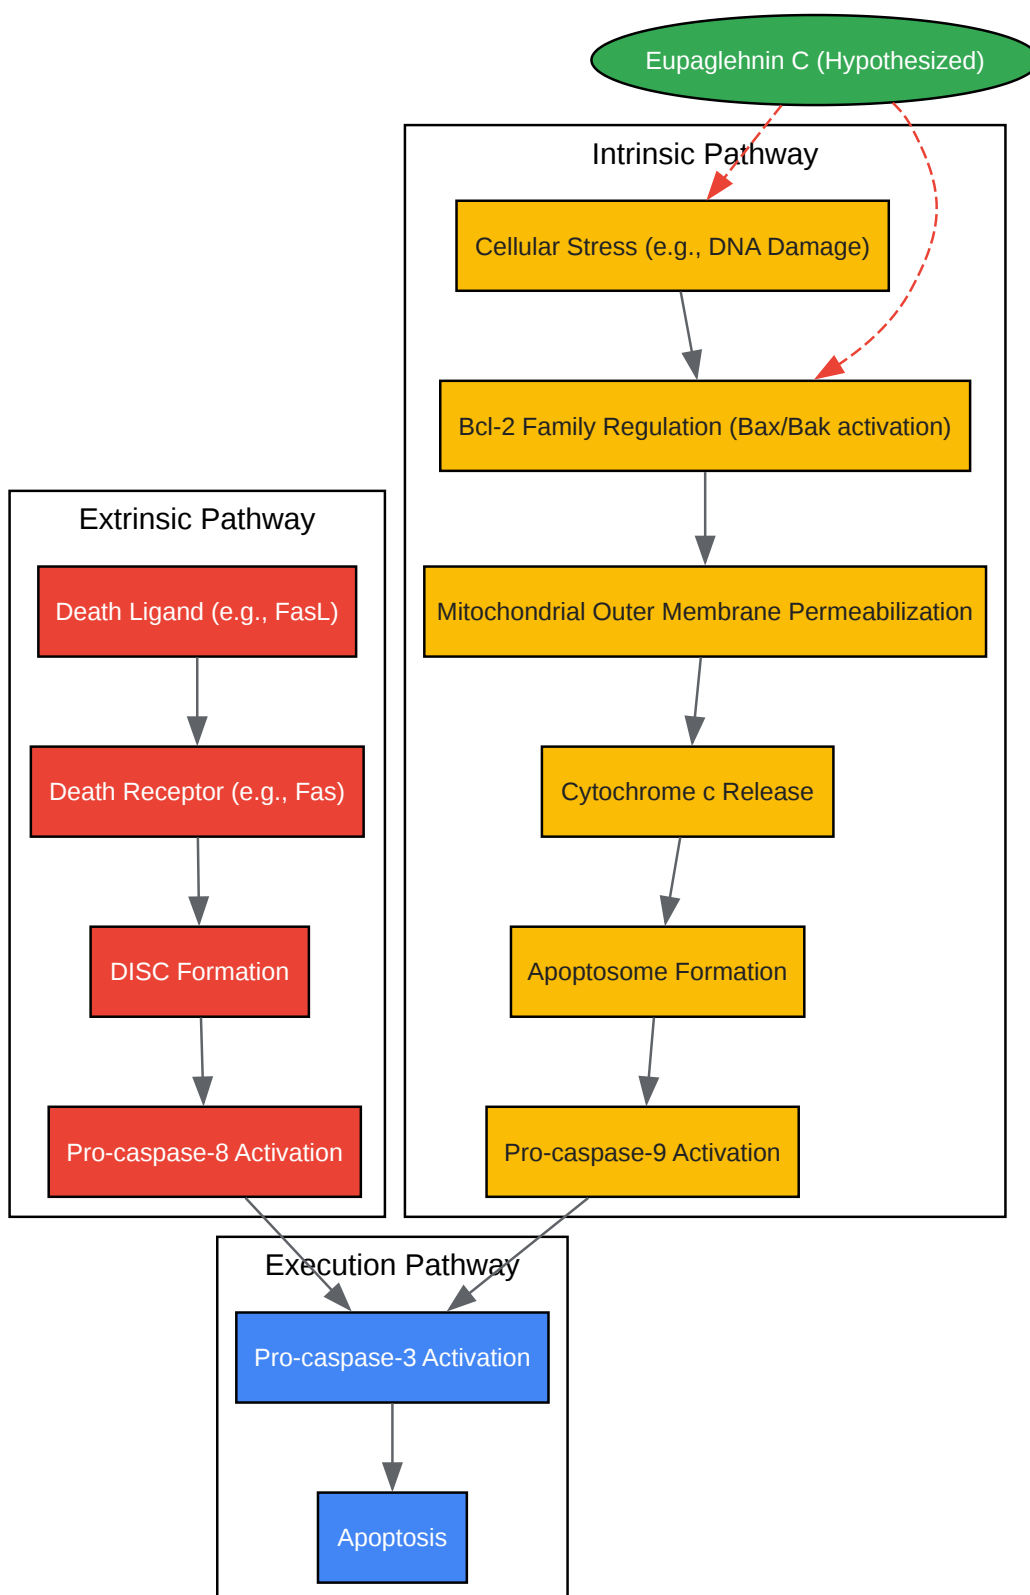 Eupaglehnin C (Hypothesized)
Intrinsic Pathway
Cellular Stress (e.g., DNA Damage)
Bcl-2 Family Regulation (Bax/Bak activation)
Mitochondrial Outer Membrane Permeabilization
Cytochrome c Release
Apoptosome Formation
Pro-caspase-9 Activation
Extrinsic Pathway
Death Ligand (e.g., FasL)
Death Receptor (e.g., Fas)
DISC Formation
Pro-caspase-8 Activation
Execution Pathway
Pro-caspase-3 Activation
Apoptosis